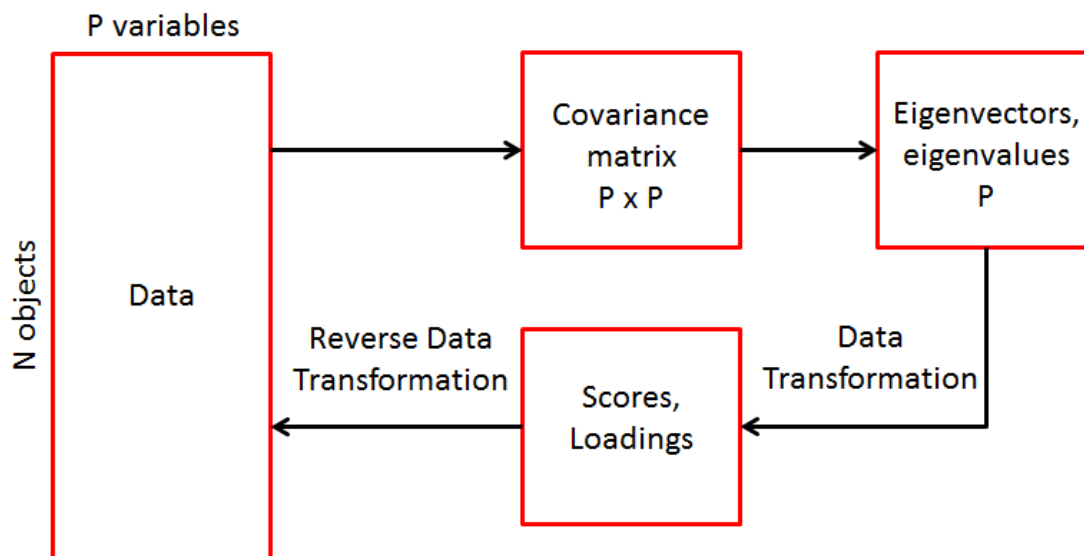 P variables
N objects
Data
Covariance
matrix
P x P
Eigenvectors,
eigenvalues
P
Reverse Data
Transformation
Scores,
Loadings
Data
Transformation